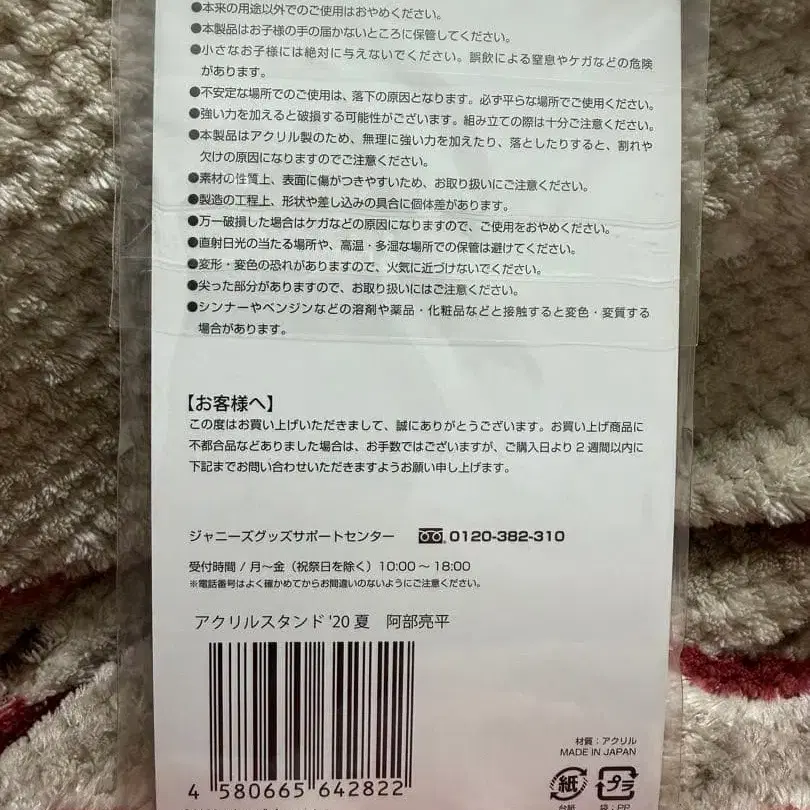 ●本来の用途以外でのご使用はおやめください。
●本製品はお子様の手の届かないところに保管してください。
●小さなお子様には絶対に与えないでください。誤飲による窒息やケガなどの危険
があります。
●不安定な場所でのご使用は、落下の原因となります。必ず平らな場所でご使用ください。
●強い力を加えると破損する可能性がございます。組み立ての際は十分ご注意ください。
●本製品はアクリル製のため、無理に強い力を加えたり、落としたりすると、割れや
欠けの原因になりますのでご注意ください。
●素材の性質上、表面に傷がつきやすいため、お取り扱いにご注意ください。
●製造の工程上、形状や差し込みの具合に個体差があります。
●万一破損した場合はケガなどの原因になりますので、ご使用をおやめください。
●直射日光の当たる場所や、高温・多湿な場所での保管は避けてください。
●変形・変色の恐れがありますので、火気に近づけないでください。
●尖った部分がありますので、お取り扱いにはご注意ください。
●シンナーやベンジンなどの溶剤や薬品・化粧品などと接触すると変色・変質する
場合があります。
【お客様へ】
この度はお買い上げいただきまして、誠にありがとうございます。お買い上げ商品に
不都合品などありました場合は、お手数ではございますが、ご購入日より2週間以内に
下記までお問い合わせいただきますようお願い申し上げます。
ジャニーズグッズサポートセンター 0120-382-310
受付時間 / 月〜金(祝祭日を除く)10:00〜18:00
※電話番号はよく確かめてからお間違いのないようにご注意ください。
アクリルスタンド '20 夏 阿部亮平
4 580665 642822
材質:アクリル
MADE IN JAPAN
紙 プラ
台紙 袋:PP